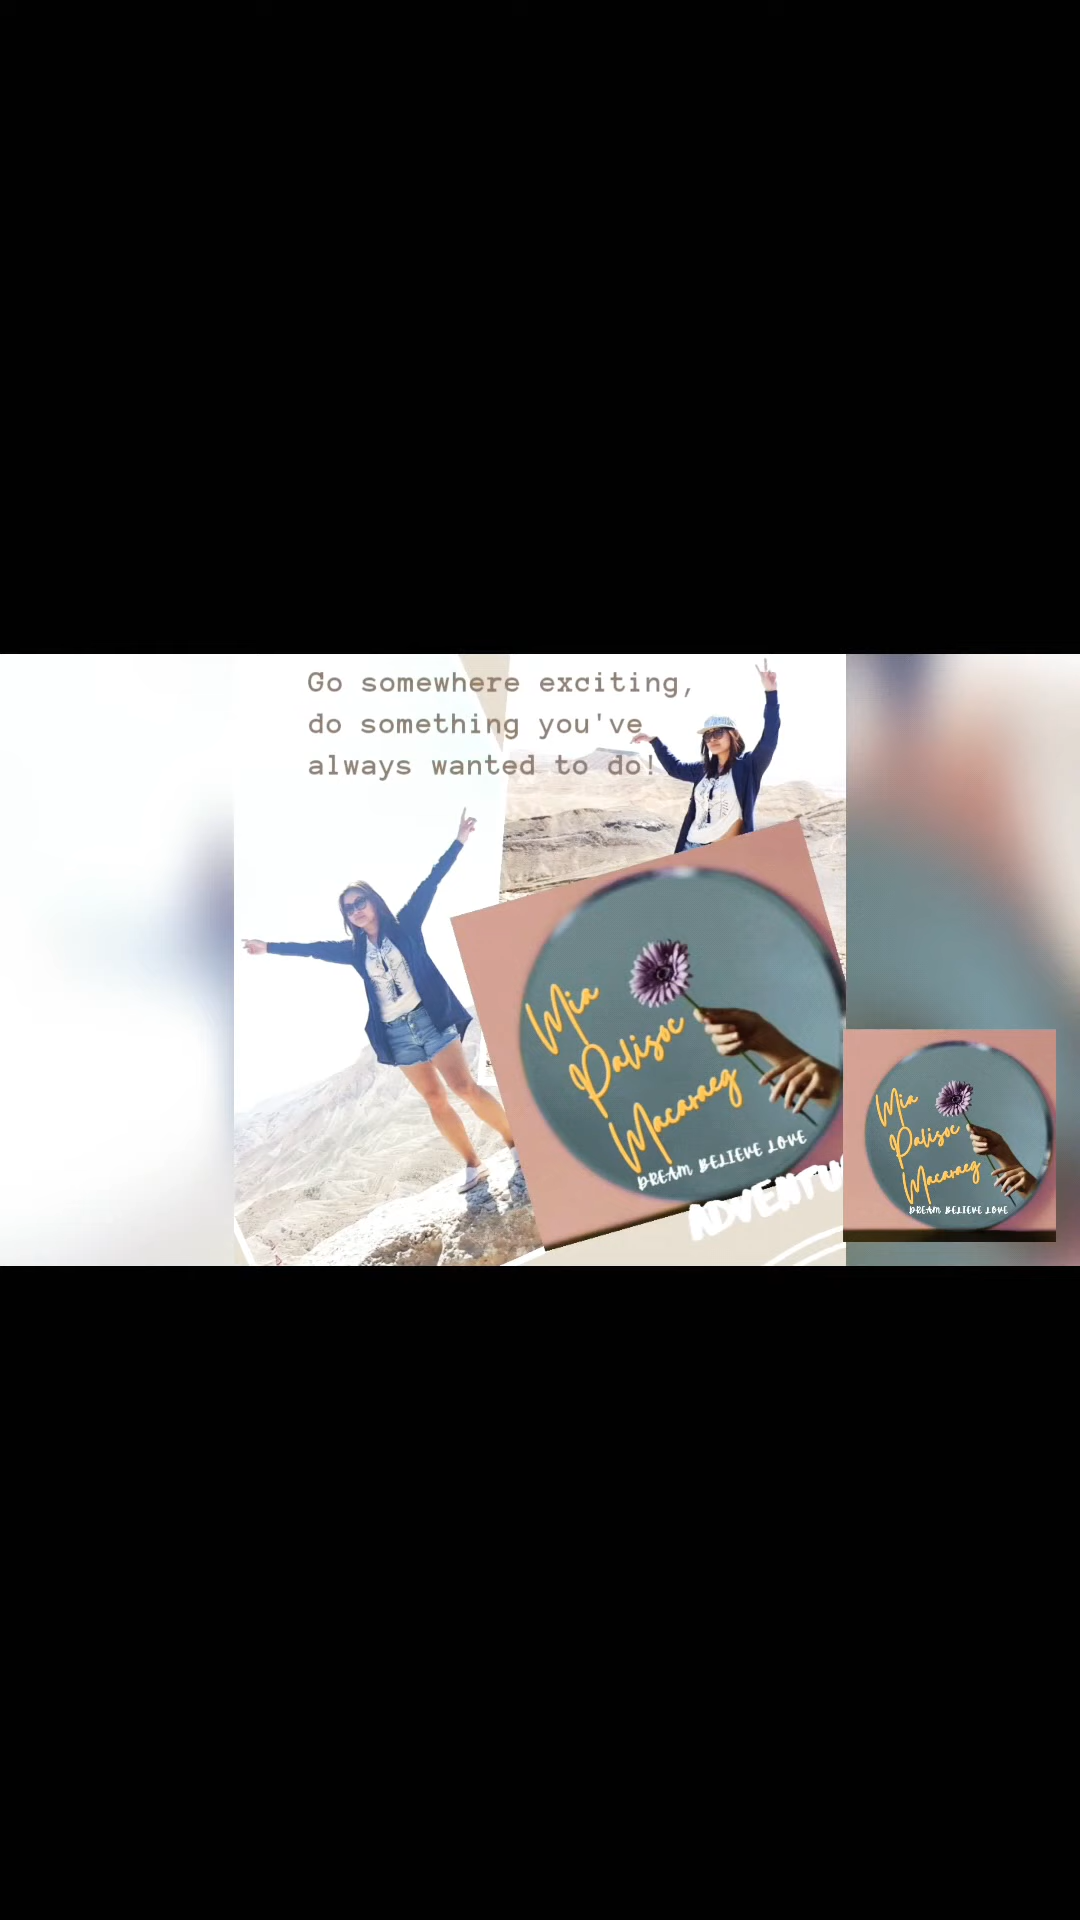 Go somewhere exciting,
do something you've
always wanted to do!
Mia
Palisoc
Macaraeg
DREAM BELIEVE LOVE
Mia
Palisoc
Macaraeg
DREAM BELIEVE LOVE